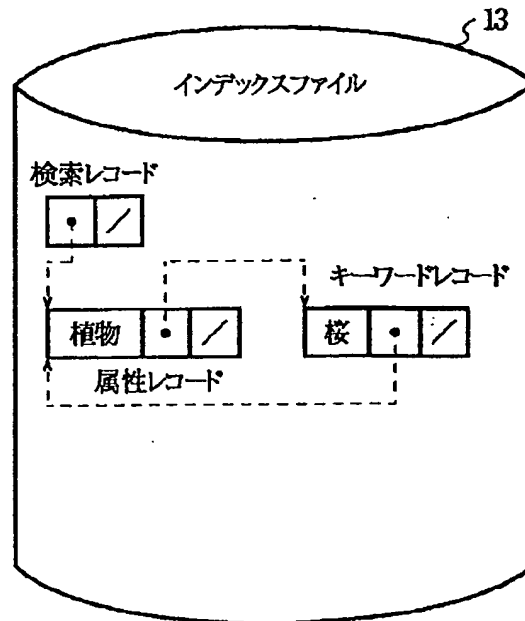 13
インデックスファイル
検索レコード
キーワードレコード
植物
桜
属性レコード